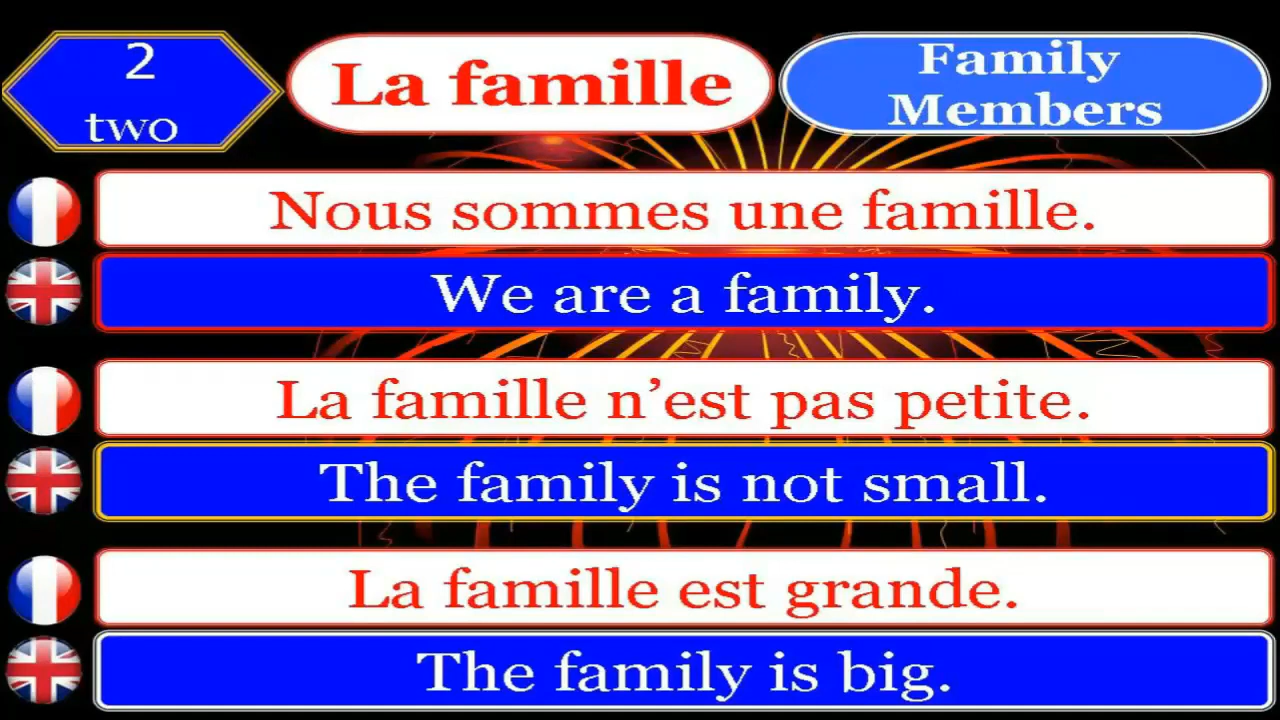 2
two
La famille
Family
Members
Nous sommes une famille.
We are a family.
La famille n’est pas petite.
The family is not small.
La famille est grande.
The family is big.